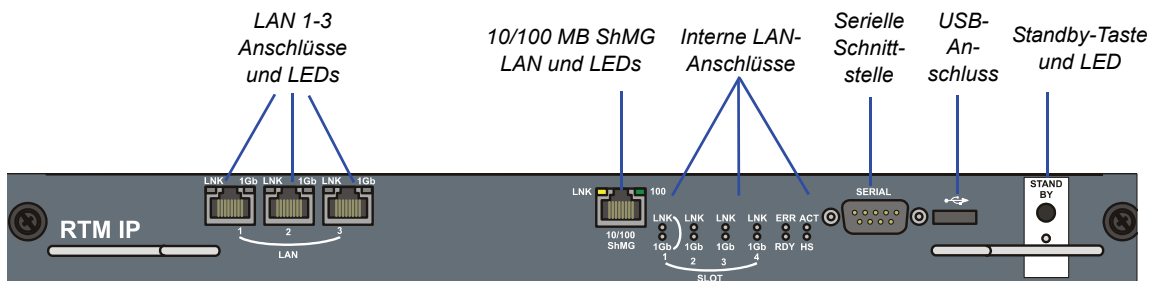 LAN 1-3
Anschlüsse
und LEDs
10/100 MB ShMG
LAN und LEDs
Interne LAN-
Anschlüsse
Serielle
Schnitt-
stelle
USB-
An-
schluss
Standby-Taste
und LED
LNK 1Gb LNK 1Gb LNK 1Gb
LNK 100
SERIAL
STAND
BY
RTM IP
1 2 3
LAN
10/100
ShMG
LNK LNK LNK LNK ERR ACT
1Gb 1Gb 1Gb 1Gb RDY HS
1 2 3 4
SLOT